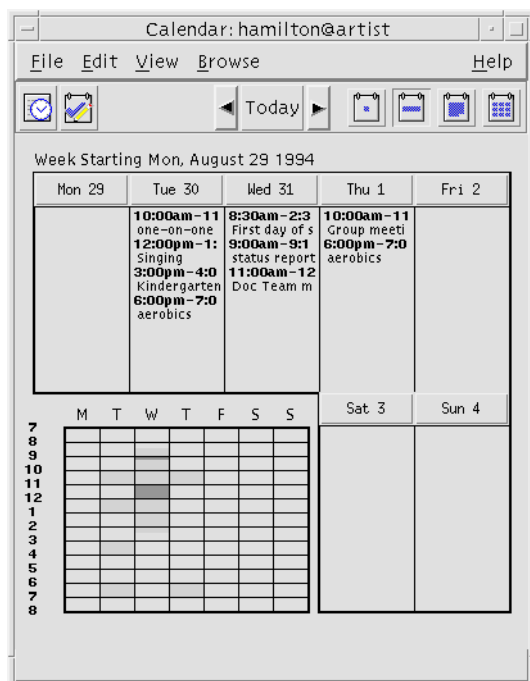 Calendar: hamilton@artist
File Edit View Browse Help
Today
Week Starting Mon, August 29 1994
Mon 29 Tue 30 Wed 31 Thu 1 Fri 2
10:00am-11
one-on-one
12:00pm-1:
Singing
3:00pm-4:0
Kindergarten
6:00pm-7:0
aerobics
8:30am-2:3
First day of s
9:00am-9:1
status report
11:00am-12
Doc Team m
10:00am-11
Group meeti
6:00pm-7:0
aerobics
Sat 3 Sun 4
M T W T F S S
7
8
9
10
11
12
1
2
3
4
5
6
7
8